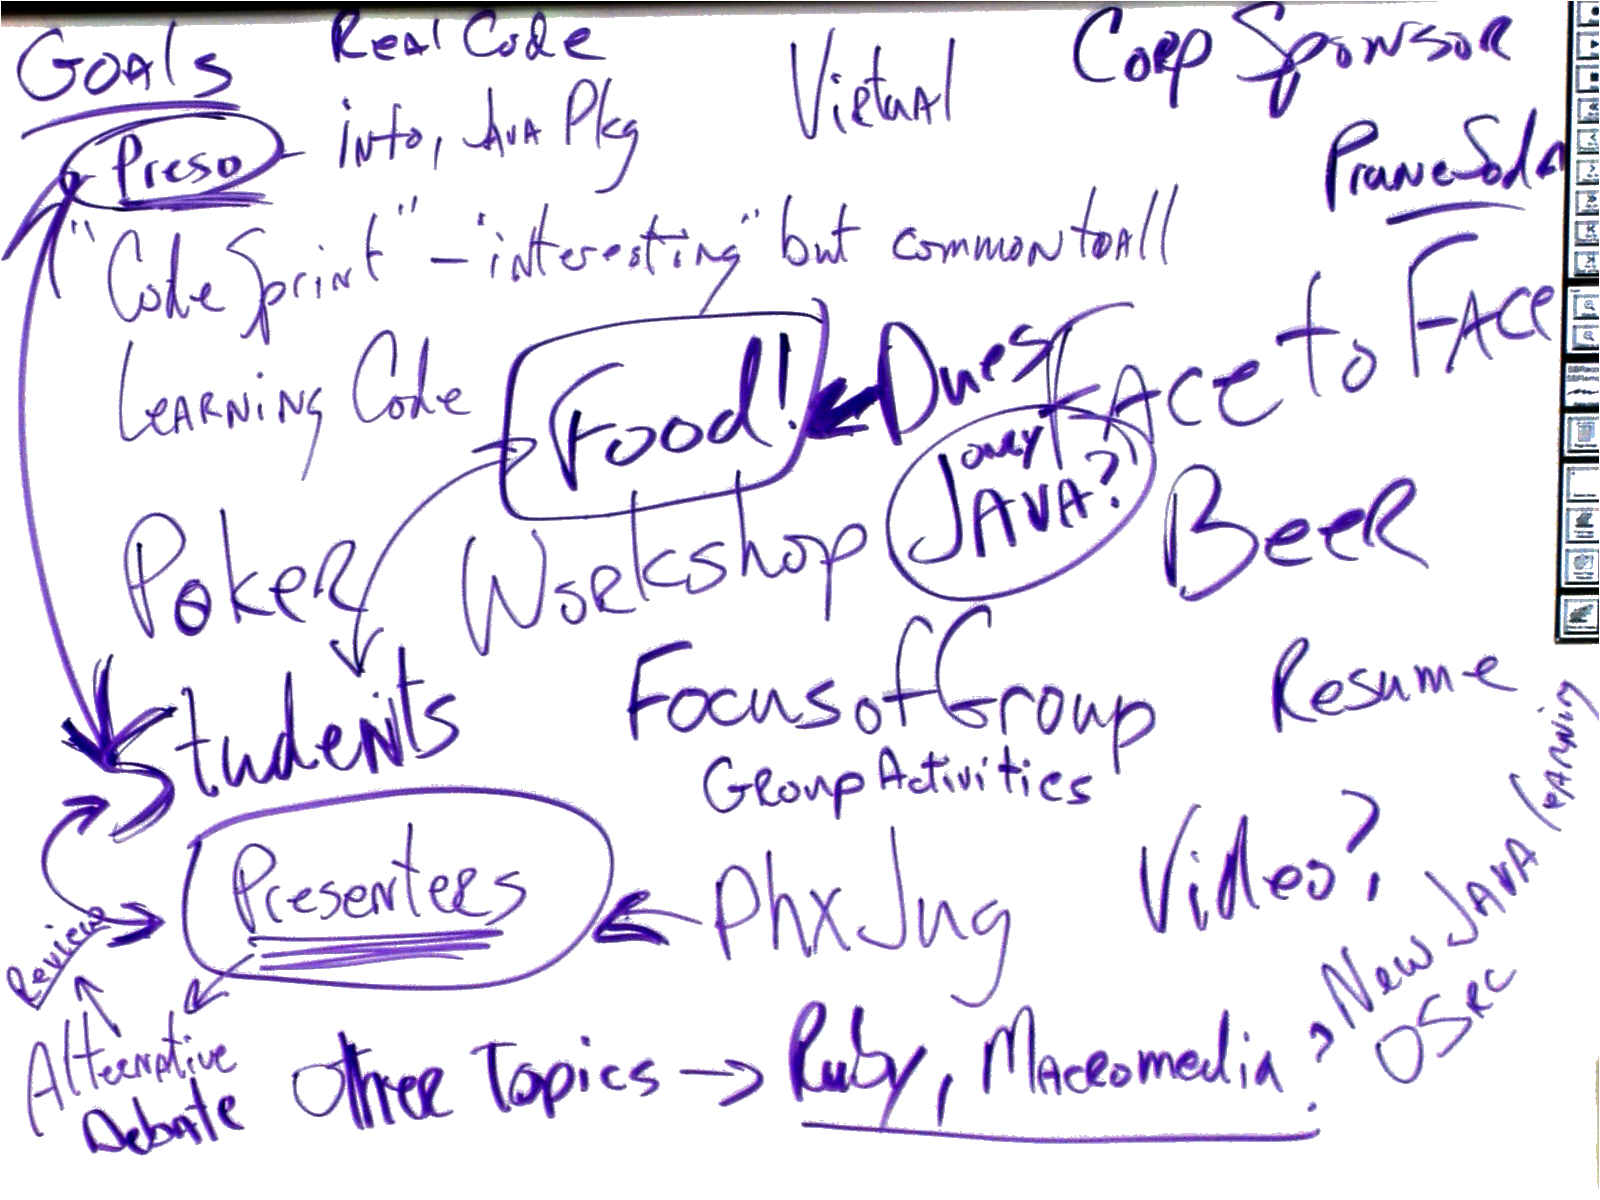 Goals
Real Code
Virtual
Corp Sponsor
Preso - into, Java Pkg
"Code Sprint" - "interesting" but common to all
Learning Code
Food!
Dues
Face to Face
Only
Java?
Poker
Workshop
Beer
Students
Focus of Group
Group Activities
Resume
Presenters
PhxJug
Video?
Review
Alternative
Debate
Other Topics → Ruby, Macromedia, New Java learning
OSrc